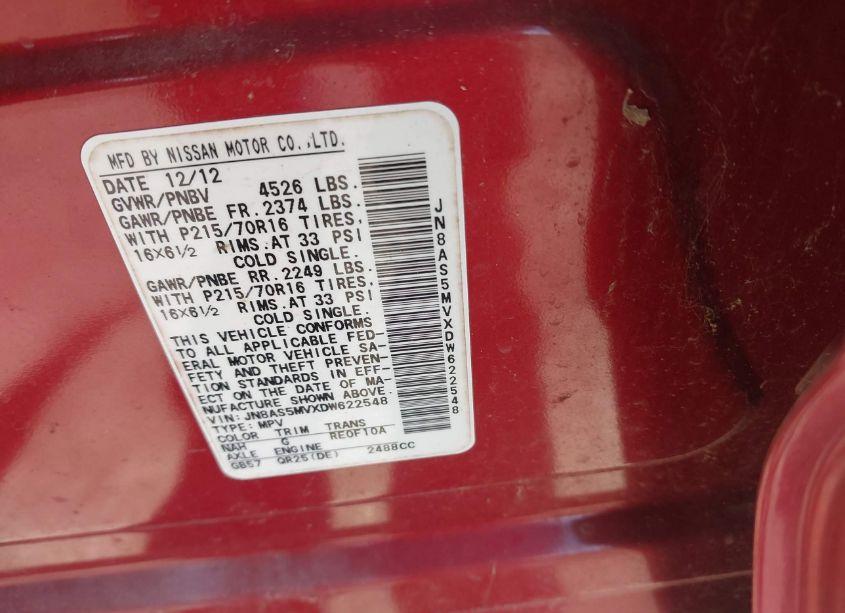 MFD BY NISSAN MOTOR CO.,LTD.
DATE 12/12
GVWR/PNBV 4526 LBS.
GAWR/PNBE FR.2374 LBS.
WITH P215/70R16 TIRES.
16X6½ RIMS.AT 33 PSI
COLD SINGLE.
GAWR/PNBE RR.2249 LBS.
WITH P215/70R16 TIRES.
16X6½ RIMS.AT 33 PSI
COLD SINGLE.
THIS VEHICLE CONFORMS
TO ALL APPLICABLE FED-
ERAL MOTOR VEHICLE SA-
FETY AND THEFT PREVEN-
TION STANDARDS IN EFF-
ECT ON THE DATE OF MA-
NUFACTURE SHOWN ABOVE.
VIN:JN8AS5MVXDW622548
TYPE:MPV
COLOR TRIM TRANS
NAH G RE0F10A
AXLE ENGINE
GB57 QR25(DE) 2488CC
JN8AS5MVXDW622548